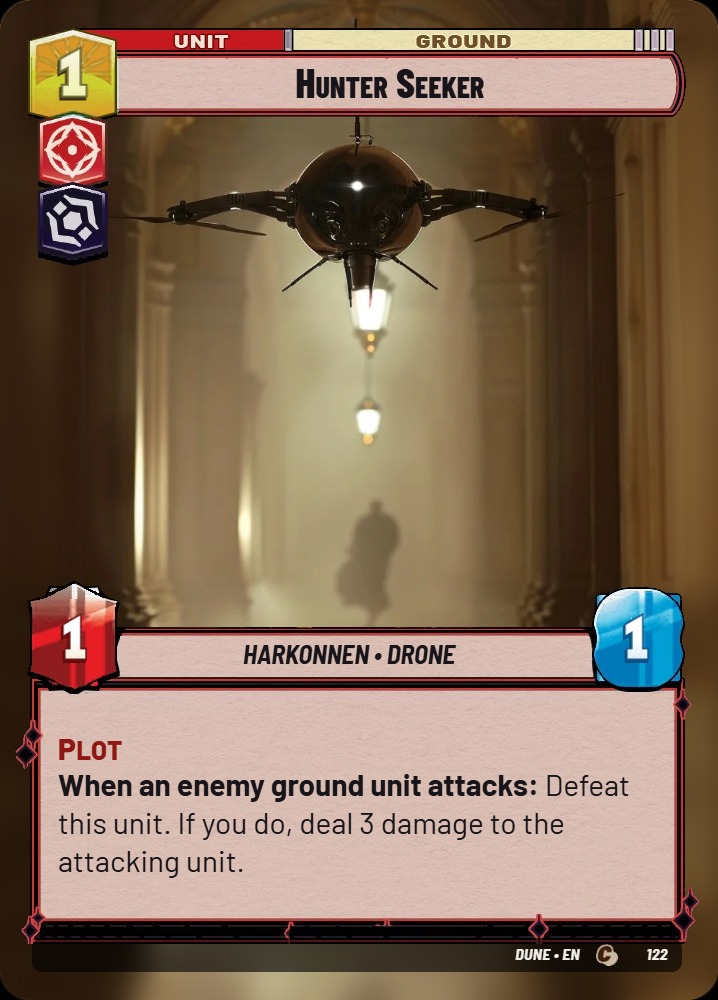 UNIT GROUND
1 HUNTER SEEKER
1 HARKONNEN • DRONE 1
PLOT
When an enemy ground unit attacks: Defeat
this unit. If you do, deal 3 damage to the
attacking unit.
DUNE • EN C 122